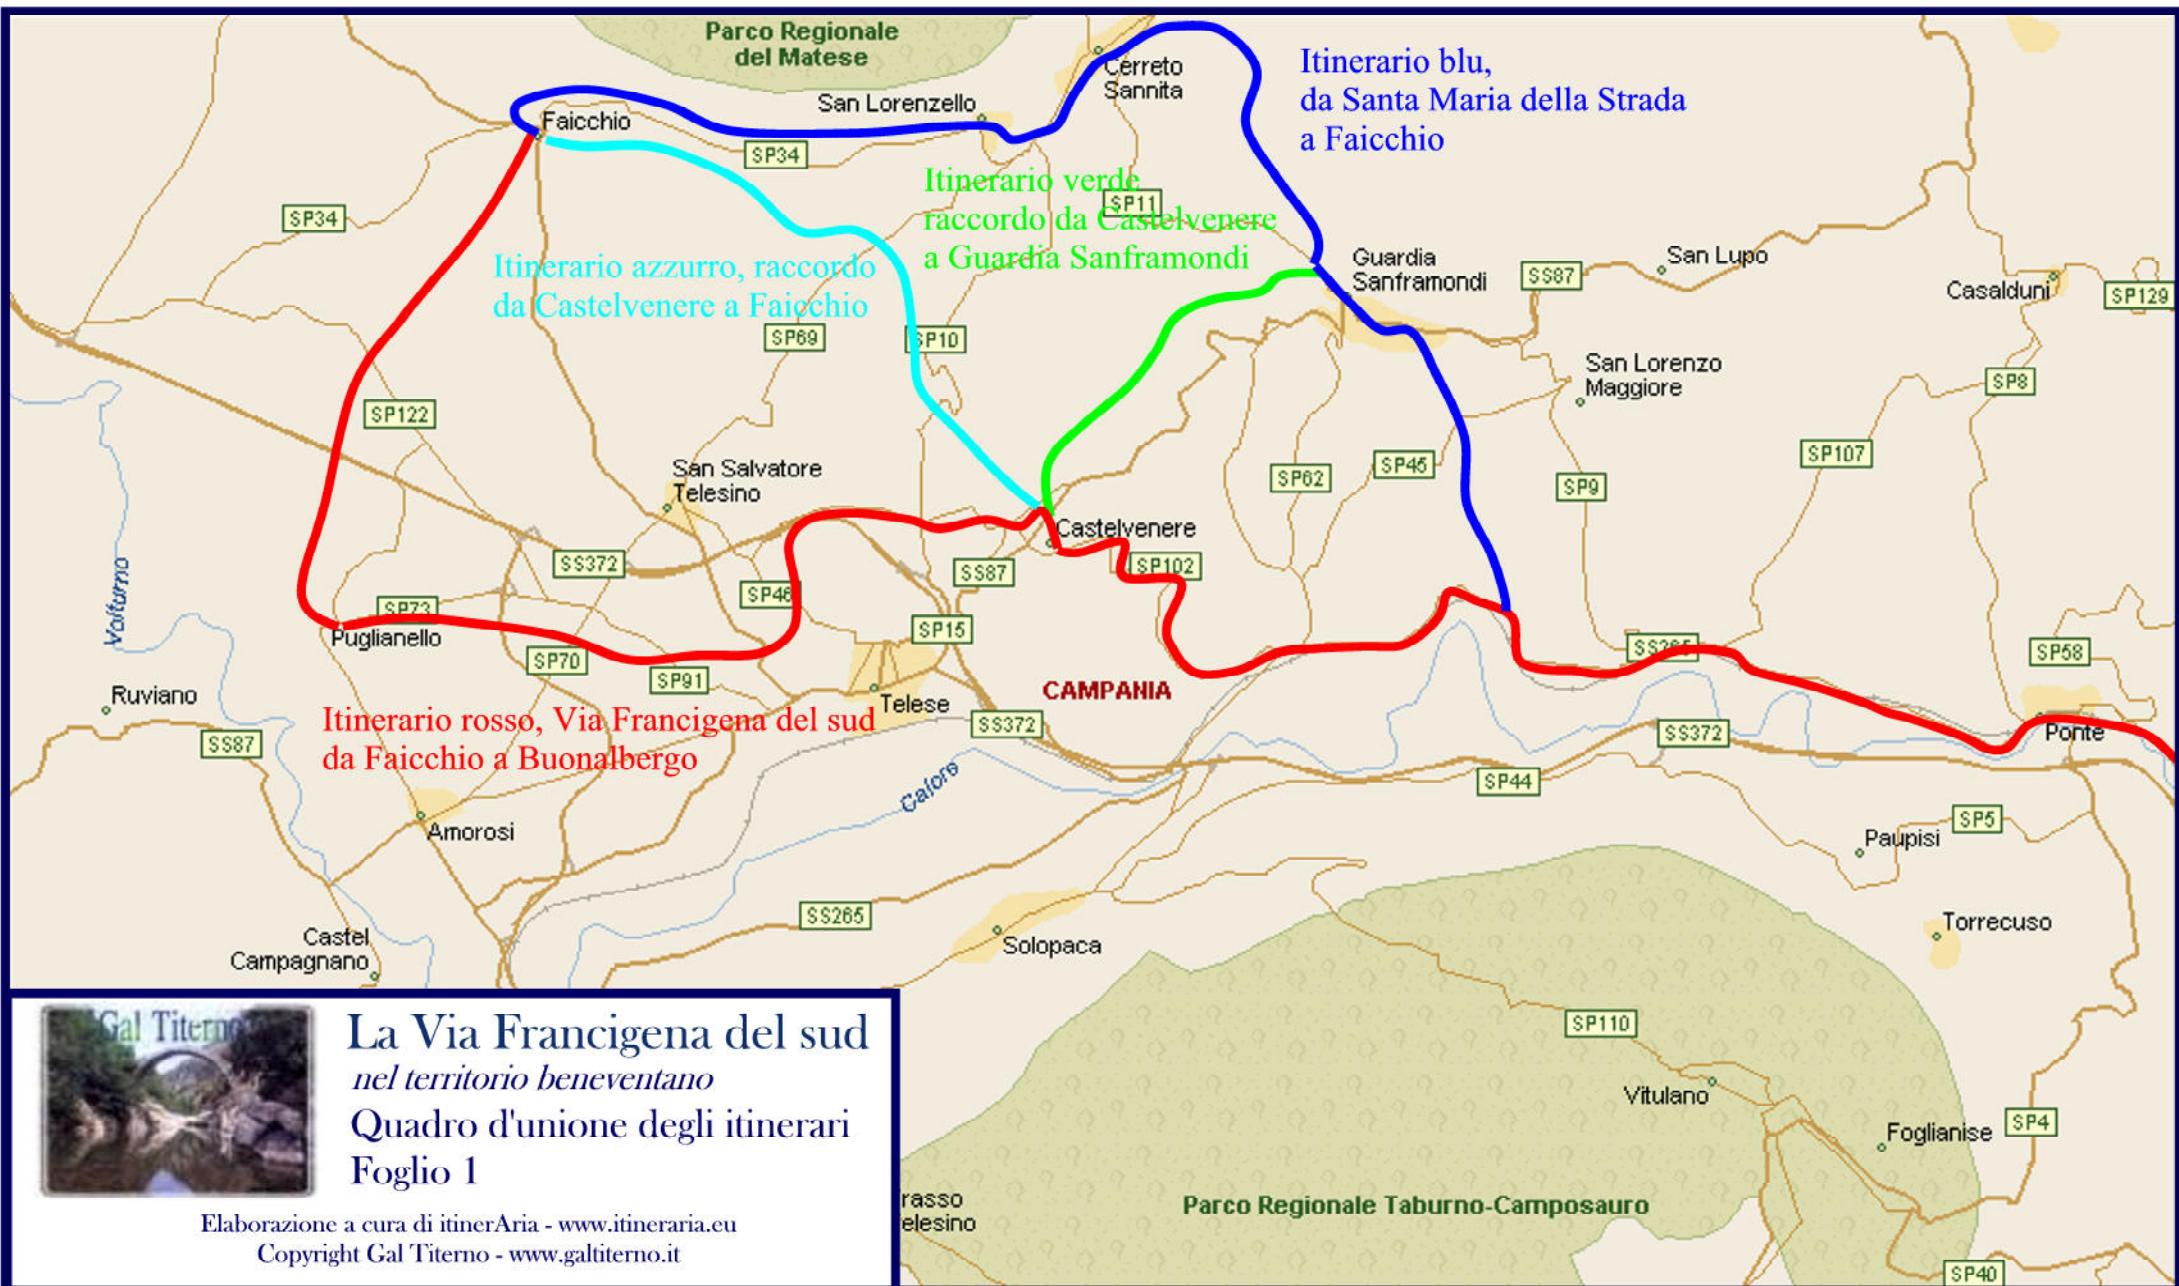 Parco Regionale
del Matese
Cerreto
Sannita
San Lorenzello
Faicchio
Itinerario blu,
da Santa Maria della Strada
a Faicchio
SP34
Itinerario verde
raccordo da Castelvenere
a Guardia Sanframondi
SP11
SP34
Itinerario azzurro, raccordo
da Castelvenere a Faicchio
Guardia
Sanframondi
SS87
San Lupo
Casalduni
SP129
SP69
SP10
San Lorenzo
Maggiore
SP8
SP122
San Salvatore
Telesino
SP62
SP45
SP9
SP107
Castelvenere
SS372
SS87
SP102
SP46
Volturno
SP73
Puglianello
SP15
SP70
SS265
SP58
SP91
CAMPANIA
Ruviano
Telese
Itinerario rosso, Via Francigena del sud
da Faicchio a Buonalbergo
SS87
SS372
SS372
Ponte
Calore
SP44
Amorosi
SP5
Paupisi
SS265
Castel
Campagnano
Solopaca
Torrecuso
SP110
Vitulano
Foglianise
SP4
rasso
elesino
Parco Regionale Taburno-Camposauro
SP40
Gal Titerno
La Via Francigena del sud
nel territorio beneventano
Quadro d'unione degli itinerari
Foglio 1
Elaborazione a cura di itinerAria - www.itineraria.eu
Copyright Gal Titerno - www.galtiterno.it